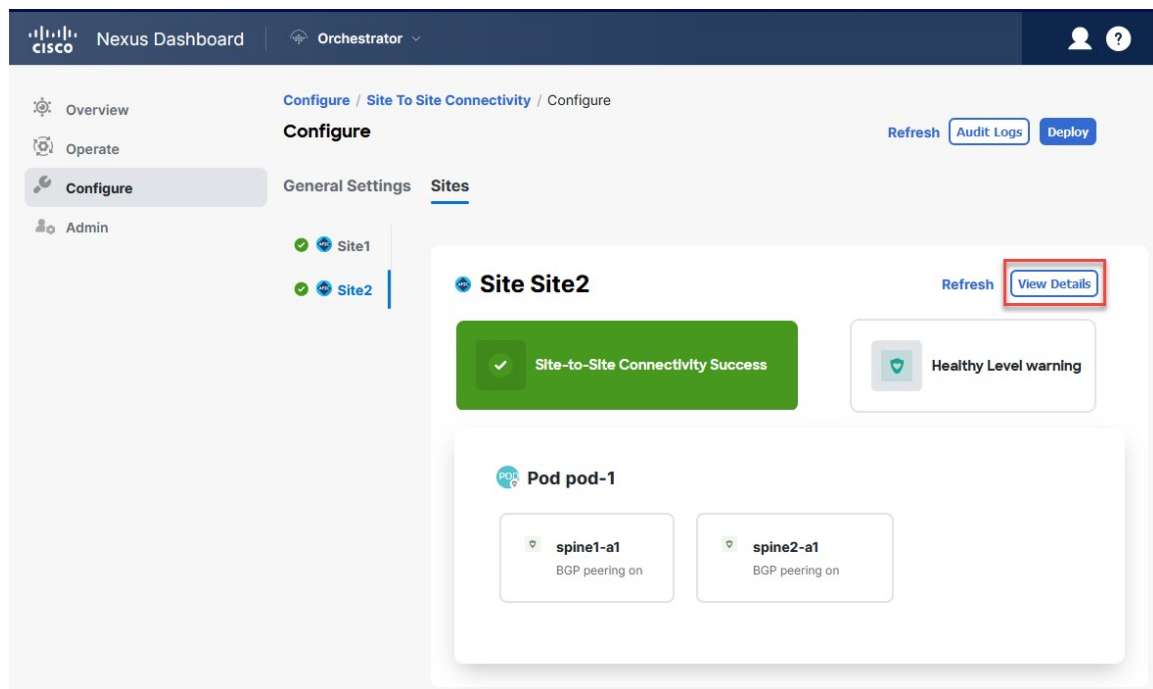 CISCO Nexus Dashboard Orchestrator ?
Overview
Operate
Configure
Admin
Configure / Site To Site Connectivity / Configure
Configure
Refresh Audit Logs Deploy
General Settings Sites
Site1
Site2
Site Site2
Refresh View Details
Site-to-Site Connectivity Success
Healthy Level warning
POD Pod pod-1
spine1-a1
BGP peering on
spine2-a1
BGP peering on